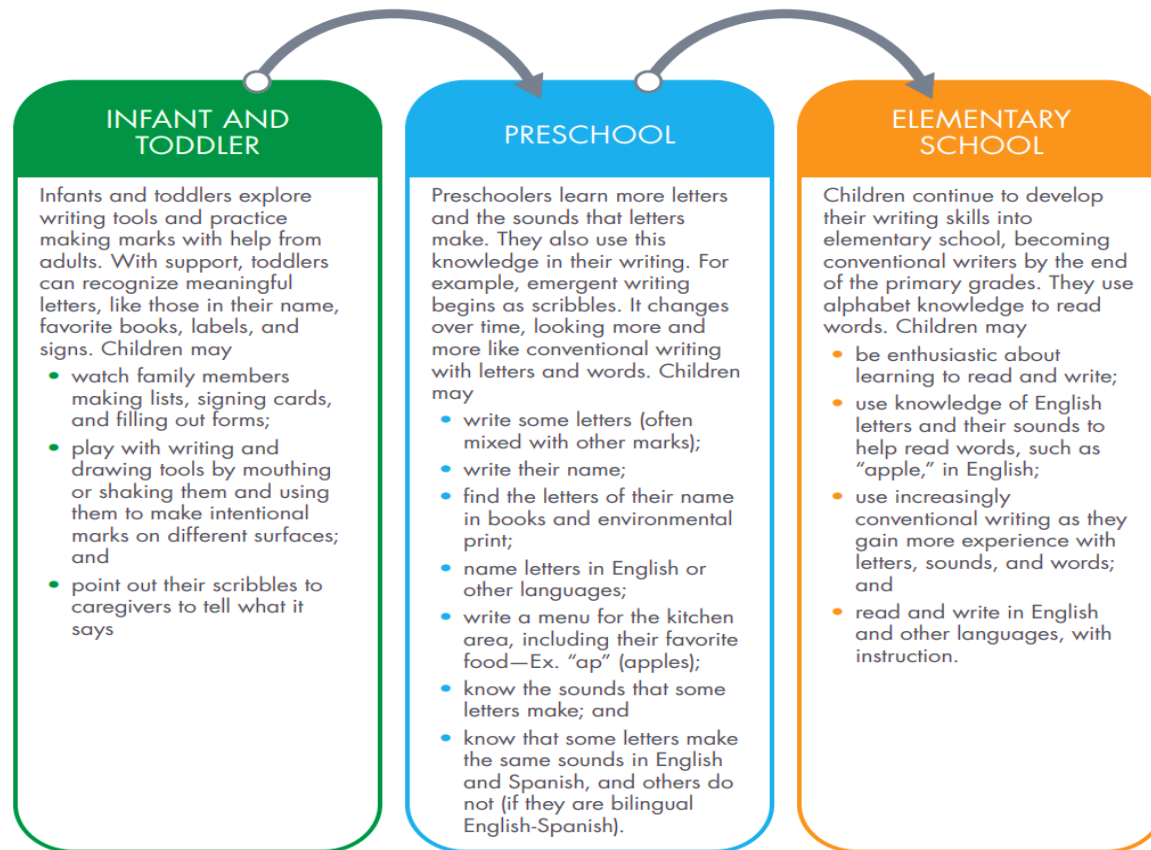 INFANT AND
TODDLER
Infants and toddlers explore
writing tools and practice
making marks with help from
adults. With support, toddlers
can recognize meaningful
letters, like those in their name,
favorite books, labels, and
signs. Children may
• watch family members
making lists, signing cards,
and filling out forms;
• play with writing and
drawing tools by mouthing
or shaking them and using
them to make intentional
marks on different surfaces;
and
• point out their scribbles to
caregivers to tell what it
says
PRESCHOOL
Preschoolers learn more letters
and the sounds that letters
make. They also use this
knowledge in their writing. For
example, emergent writing
begins as scribbles. It changes
over time, looking more and
more like conventional writing
with letters and words. Children
may
• write some letters (often
mixed with other marks);
• write their name;
• find the letters of their name
in books and environmental
print;
• name letters in English or
other languages;
• write a menu for the kitchen
area, including their favorite
food—Ex. “ap” (apples);
• know the sounds that some
letters make; and
• know that some letters make
the same sounds in English
and Spanish, and others do
not (if they are bilingual
English-Spanish).
ELEMENTARY
SCHOOL
Children continue to develop
their writing skills into
elementary school, becoming
conventional writers by the end
of the primary grades. They use
alphabet knowledge to read
words. Children may
• be enthusiastic about
learning to read and write;
• use knowledge of English
letters and their sounds to
help read words, such as
“apple,” in English;
• use increasingly
conventional writing as they
gain more experience with
letters, sounds, and words;
and
• read and write in English
and other languages, with
instruction.